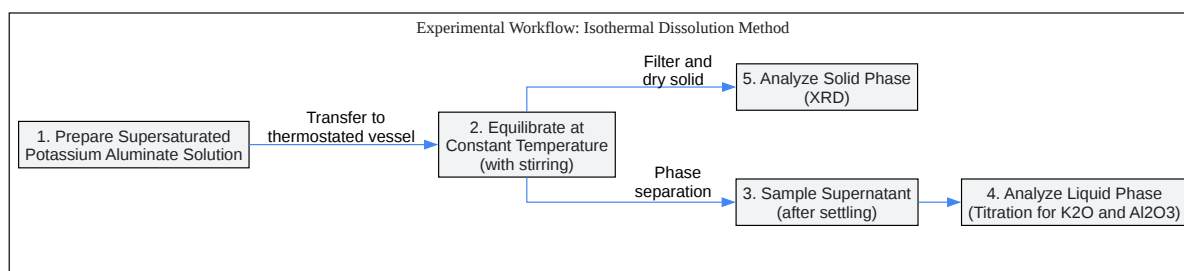 Experimental Workflow: Isothermal Dissolution Method
1. Prepare Supersaturated
Potassium Aluminate Solution
Transfer to
thermostated vessel
2. Equilibrate at
Constant Temperature
(with stirring)
Filter and
dry solid
5. Analyze Solid Phase
(XRD)
Phase
separation
3. Sample Supernatant
(after settling)
4. Analyze Liquid Phase
(Titration for K2O and Al2O3)